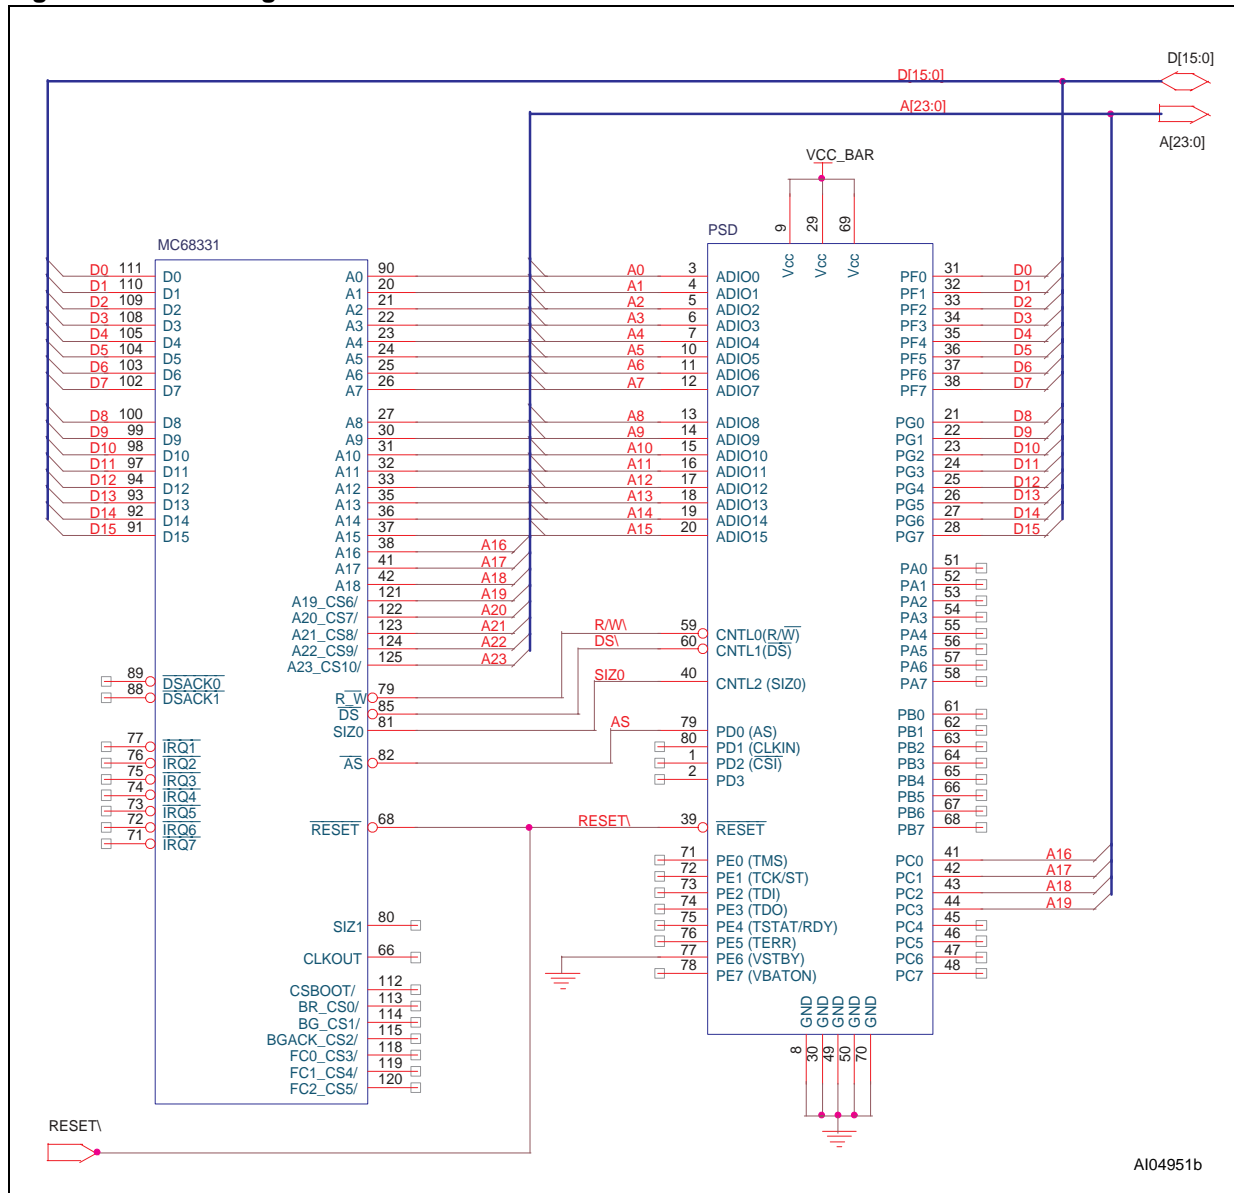 D[15:0]
D[15:0]
A[23:0]
A[23:0]
VCC_BAR
MC68331
PSD
9 29 69
Vcc Vcc Vcc
D0 111 D0 A0 90 A0 3 ADIO0 PF0 31 D0
D1 110 D1 A1 20 A1 4 ADIO1 PF1 32 D1
D2 109 D2 A2 21 A2 5 ADIO2 PF2 33 D2
D3 108 D3 A3 22 A3 6 ADIO3 PF3 34 D3
D4 105 D4 A4 23 A4 7 ADIO4 PF4 35 D4
D5 104 D5 A5 24 A5 10 ADIO5 PF5 36 D5
D6 103 D6 A6 25 A6 11 ADIO6 PF6 37 D6
D7 102 D7 A7 26 A7 12 ADIO7 PF7 38 D7
D8 100 D8 A8 27 A8 13 ADIO8 PG0 21 D8
D9 99 D9 A9 30 A9 14 ADIO9 PG1 22 D9
D10 98 D10 A10 31 A10 15 ADIO10 PG2 23 D10
D11 97 D11 A11 32 A11 16 ADIO11 PG3 24 D11
D12 94 D12 A12 33 A12 17 ADIO12 PG4 25 D12
D13 93 D13 A13 35 A13 18 ADIO13 PG5 26 D13
D14 92 D14 A14 36 A14 19 ADIO14 PG6 27 D14
D15 91 D15 A15 37 A15 20 ADIO15 PG7 28 D15
A16 38 A16
A17 41 A17 PA0 51
A18 42 A18 PA1 52
A19_CS6/ 121 A19 PA2 53
A20_CS7/ 122 A20 PA3 54
A21_CS8/ 123 A21 R/W\ 59 CNTL0(R/W) PA4 55
A22_CS9/ 124 A22 DS\ 60 CNTL1(DS) PA5 56
A23_CS10/ 125 A23 PA6 57
89 DSACK0 SIZ0 40 CNTL2 (SIZ0) PA7 58
88 DSACK1 R_W 79
DS 85 PB0 61
SIZ0 81 AS 79 PD0 (AS) PB1 62
77 IRQ1 80 PD1 (CLKIN) PB2 63
76 IRQ2 AS 82 1 PD2 (CSI) PB3 64
75 IRQ3 2 PD3 PB4 65
74 IRQ4 PB5 66
73 IRQ5 PB6 67
72 IRQ6 RESET 68 RESET\ 39 RESET PB7 68
71 IRQ7
71 PE0 (TMS) PC0 41 A16
72 PE1 (TCK/ST) PC1 42 A17
73 PE2 (TDI) PC2 43 A18
74 PE3 (TDO) PC3 44 A19
SIZ1 80 75 PE4 (TSTAT/RDY) PC4 45
76 PE5 (TERR) PC5 46
CLKOUT 66 77 PE6 (VSTBY) PC6 47
78 PE7 (VBATON) PC7 48
CSBOOT/ 112
BR_CS0/ 113
BG_CS1/ 114
BGACK_CS2/ 115
FC0_CS3/ 118
FC1_CS4/ 119
FC2_CS5/ 120
GND GND GND GND GND
8 30 49 50 70
RESET\
AI04951b